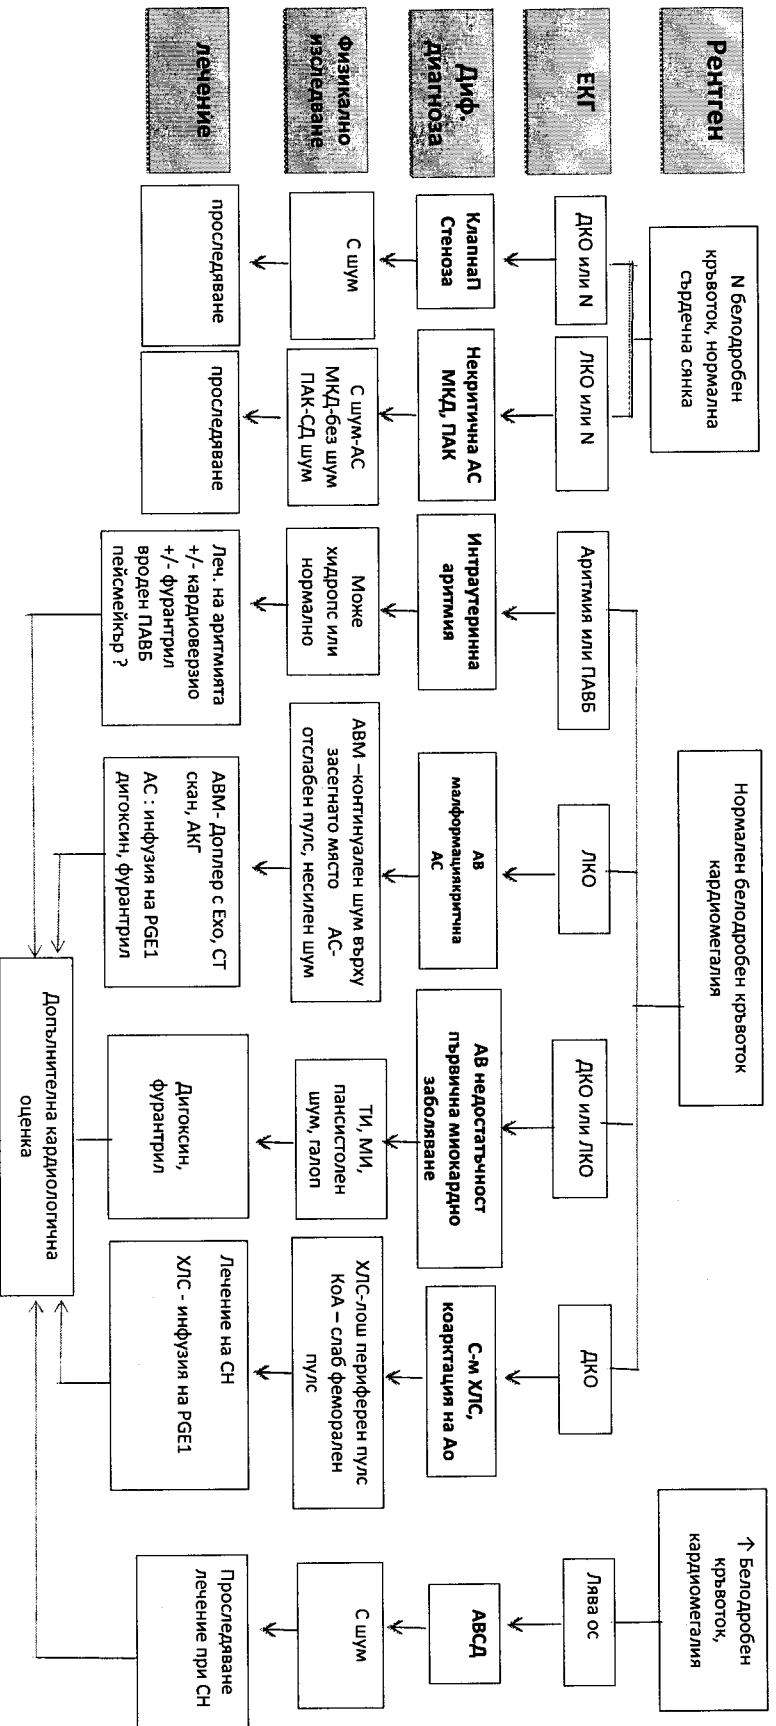 Рентген
N белодробен
кръвоток, нормална
сърдечна сянка
Нормален белодробен кръвоток
кардиомегалия
↑ Белодробен
кръвоток,
кардиомегалия
ЕКГ
ДКО или N
ЛКО или N
Аритмия или ПАВБ
ЛКО
ДКО или ЛКО
ДКО
Лява ос
Диф.
диагноза
КлапнаП
Стеноза
Некритична АС
МКД, ПАК
Интраутеринна
аритмия
АВ
малформациякритчна
АС
АВ недостатъчност
първична миокардно
заболяване
С-м ХЛС,
коарктация на Ао
АВСД
Физикално
изследване
С шум
С шум-АС
МКД-без шум
ПАК-СД шум
Може
хидропс или
нормално
АВМ –континуален шум върху
засегнато място АС-
отслабен пулс, несилен шум
ТИ, МИ,
пансистолен
шум, галоп
ХЛС-лош периферен пулс
КоА – слаб феморален
пулс
С шум
лечение
проследяване
проследяване
Леч. на аритмията
+/- кардиоверзио
+/- фурантрил
вроден ПАВБ
пейсмейкър ?
АВМ- Доплер с Ехо, СТ
скан, АКГ
АС : инфузия на PGE1
дигоксин, фурантрил
Дигоксин,
фурантрил
Лечение на СН
ХЛС - инфузия на PGE1
Проследяване
лечение при СН
Допълнителна кардиологична
оценка